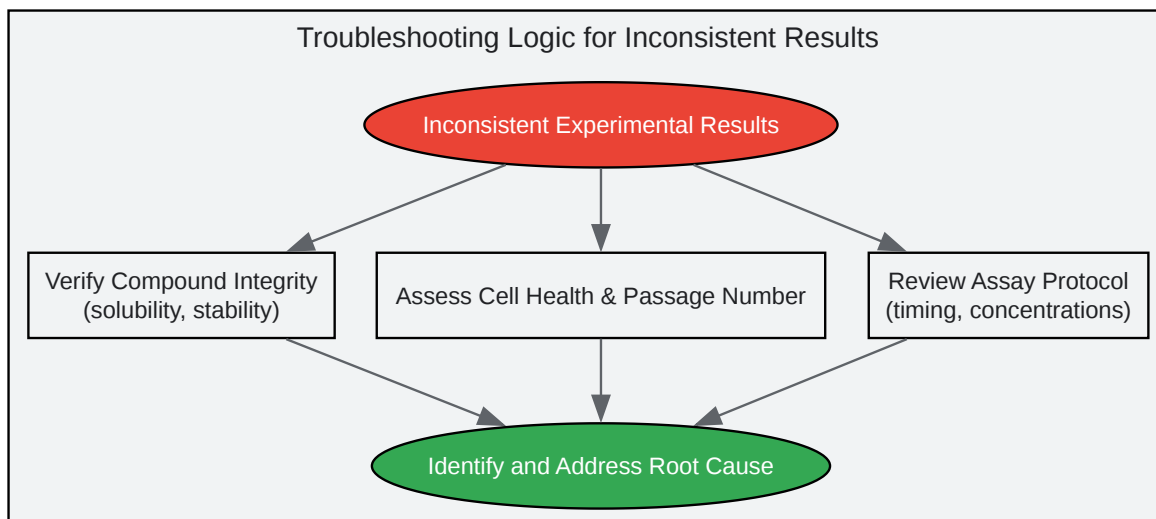 Troubleshooting Logic for Inconsistent Results
Inconsistent Experimental Results
Verify Compound Integrity
(solubility, stability)
Assess Cell Health & Passage Number
Review Assay Protocol
(timing, concentrations)
Identify and Address Root Cause